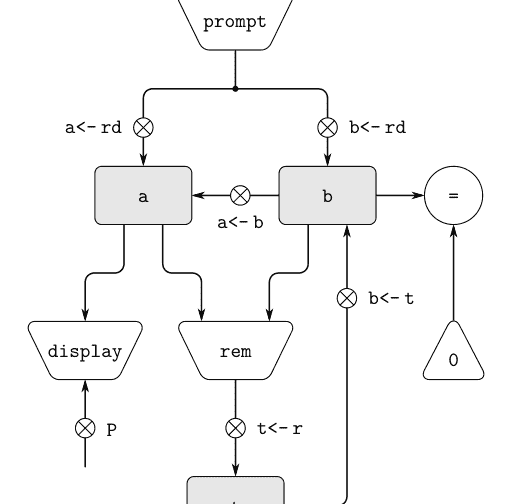 prompt
a<-rd
b<-rd
a
b
=
a<-b
b<-t
display
rem
0
P
t<-r